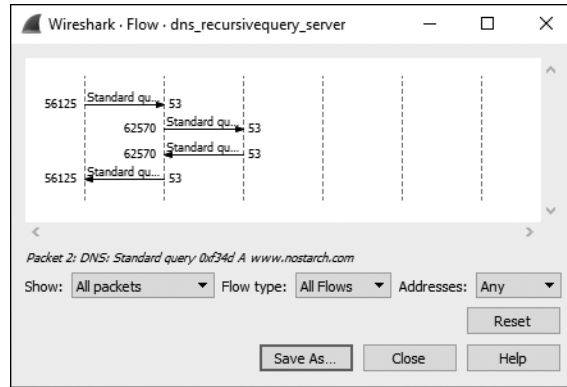 Wireshark · Flow · dns_recursivequery_server
56125 Standard qu... 53
62570 Standard qu... 53
62570 Standard qu... 53
56125 Standard qu... 53
Packet 2: DNS: Standard query 0xf34d A www.nostarch.com
Show: All packets Flow type: All Flows Addresses: Any
Reset
Save As... Close Help